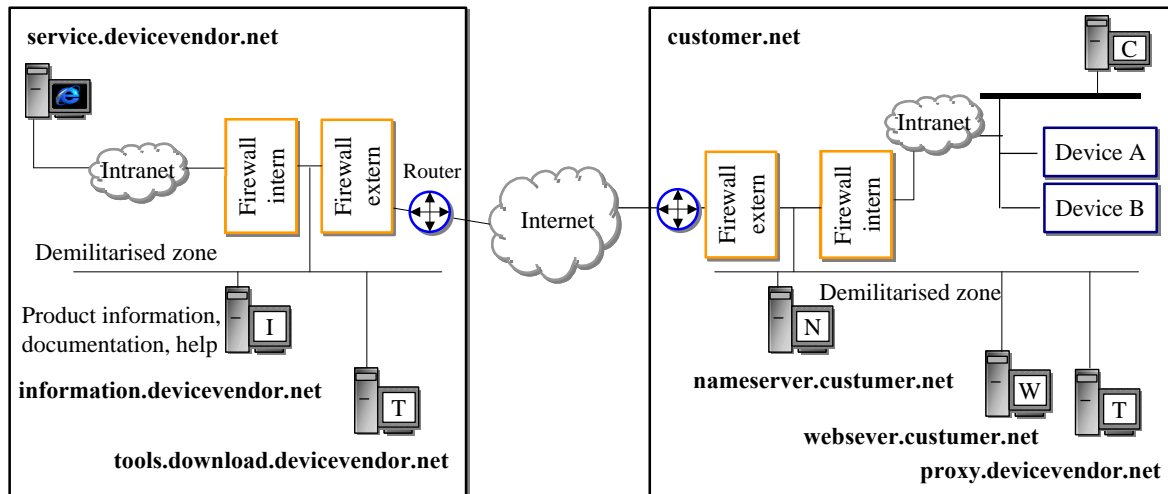 service.devicevendor.net
Intranet
Firewall
intern
Firewall
extern
Router
Demilitarised zone
Product information,
documentation, help
I
information.devicevendor.net
T
tools.download.devicevendor.net
Internet
customer.net
C
Intranet
Device A
Device B
Firewall
extern
Firewall
intern
Demilitarised zone
N
nameserver.custumer.net
W
websever.custumer.net
T
proxy.devicevendor.net